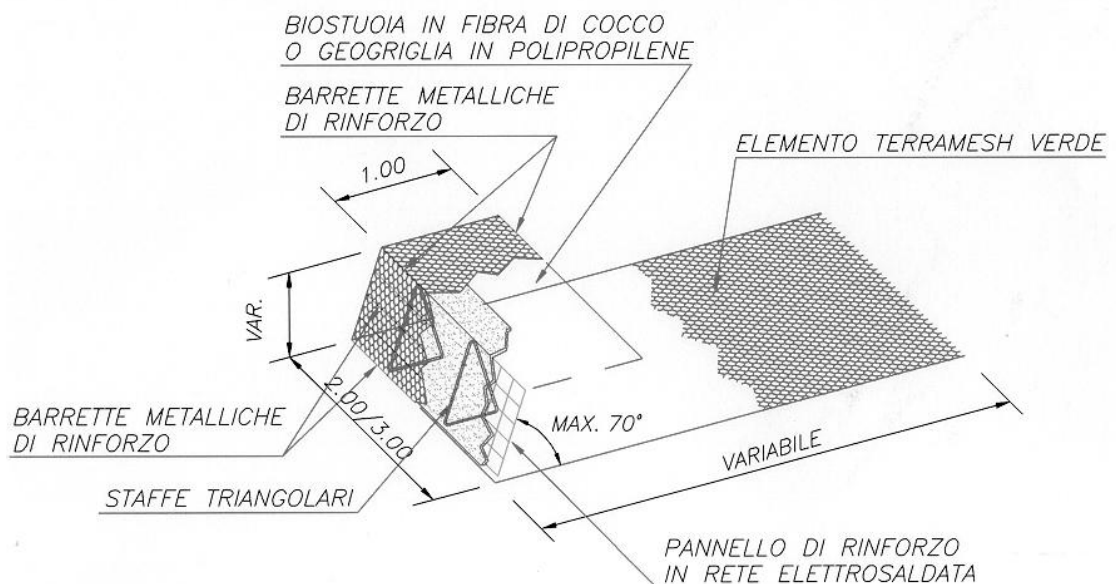 BIOSTUOIA IN FIBRA DI COCCO
O GEOGRIGLIA IN POLIPROPILENE
BARRETTE METALLICHE
DI RINFORZO
1.00
ELEMENTO TERRAMESH VERDE
VAR.
2.00/3.00
BARRETTE METALLICHE
DI RINFORZO
MAX. 70°
VARIABILE
STAFFE TRIANGOLARI
PANNELLO DI RINFORZO
IN RETE ELETTROSALDATA